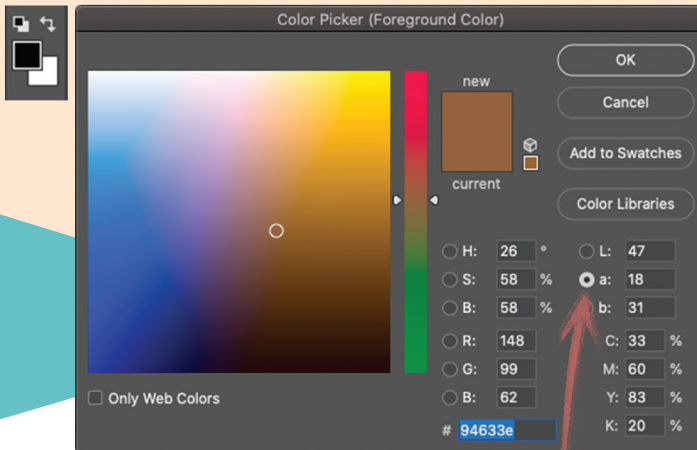 Color Picker (Foreground Color)
new
current
OK
Cancel
Add to Swatches
Color Libraries
H: 26 °
S: 58 %
B: 58 %
R: 148
G: 99
B: 62
# 94633e
L: 47
a: 18
b: 31
C: 33 %
M: 60 %
Y: 83 %
K: 20 %
Only Web Colors